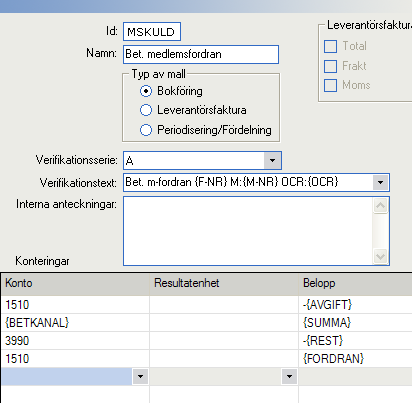 Id: MSKULD
Namn: Bet. medlemsfordran
Typ av mall
Bokföring
Leverantörsfaktura
Periodisering/Fördelning
Leverantörsfaktu
Total
Frakt
Moms
Verifikationsserie: A
Verifikationstext: Bet. m-fordran {F-NR} M:{M-NR} OCR:{OCR}
Interna anteckningar:
Konteringar
Konto Resultatenhet Belopp
1510 -{AVGIFT}
{BETKANAL} {SUMMA}
3990 -{REST}
1510 {FORDRAN}